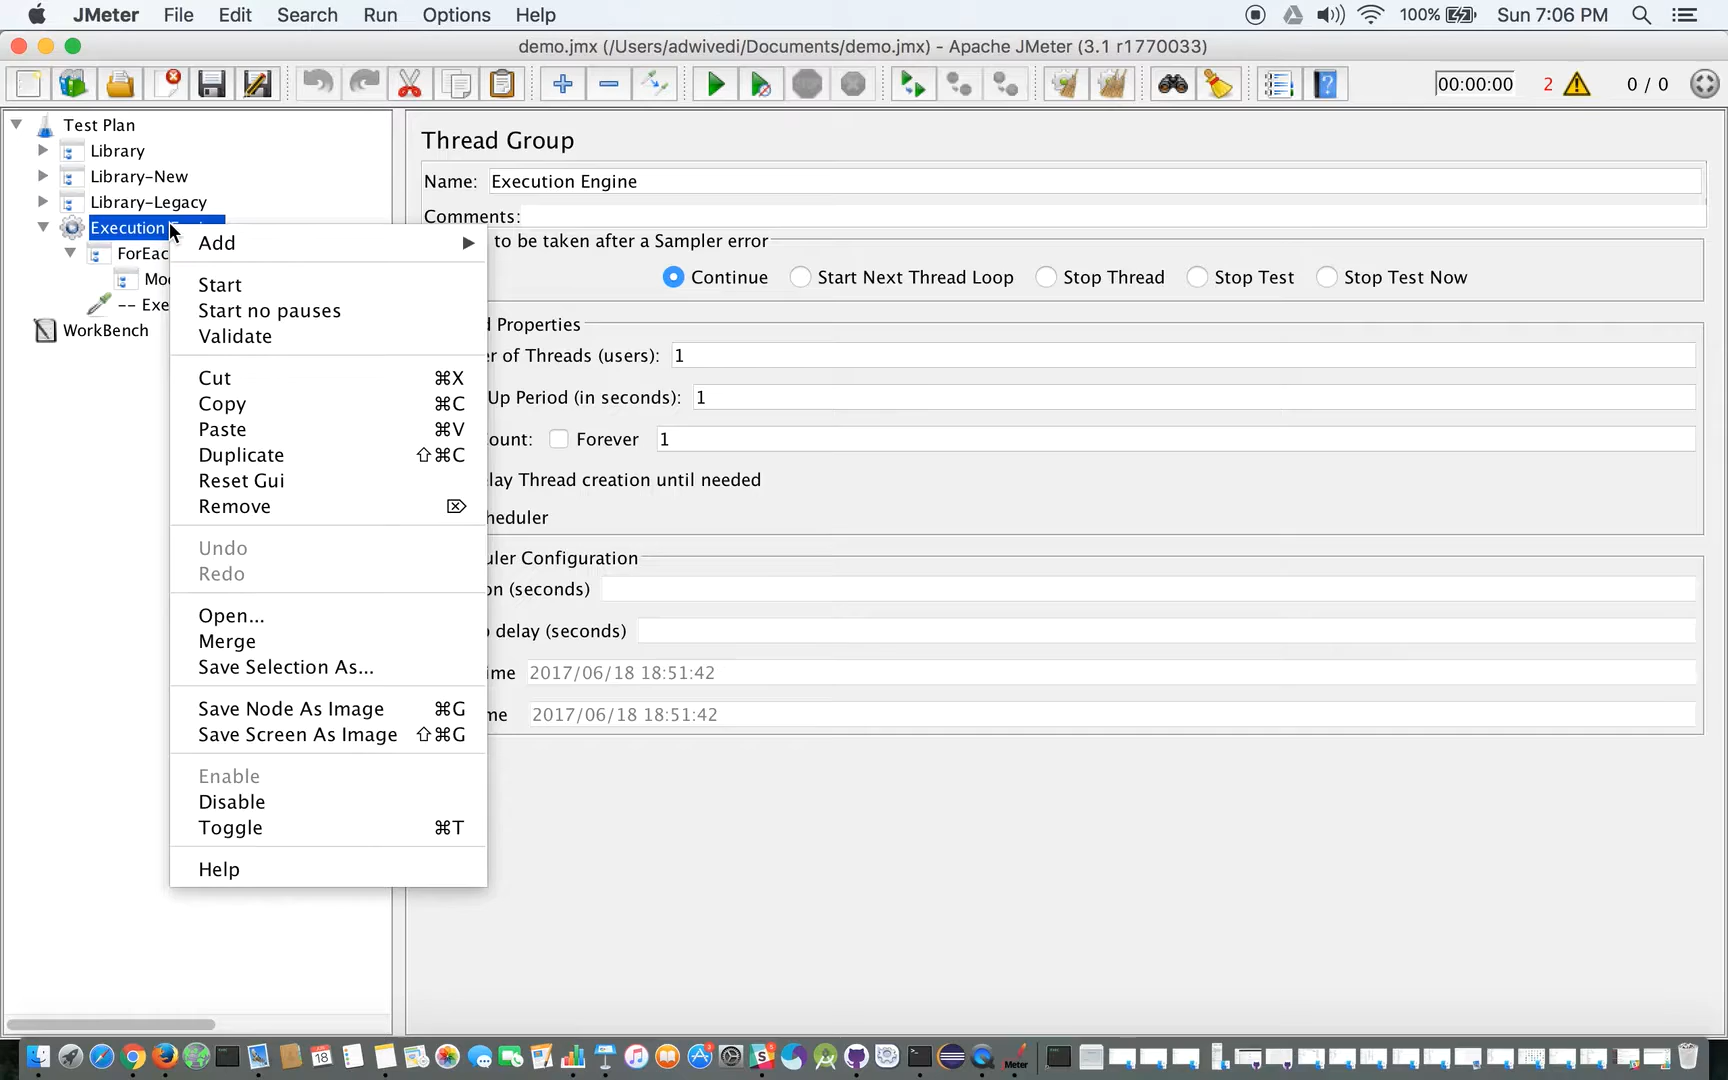 JMeter File Edit Search Run Options Help 100% Sun 7:06 PM
demo.jmx (/Users/adwivedi/Documents/demo.jmx) - Apache JMeter (3.1 r1770033)
00:00:00 2 0 / 0
Test Plan
Library
Library-New
Library-Legacy
Execution
ForEac
Mo
-- Exe
WorkBench
Add
Start
Start no pauses
Validate
Cut ⌘X
Copy ⌘C
Paste ⌘V
Duplicate ⇧⌘C
Reset Gui
Remove ⌦
Undo
Redo
Open...
Merge
Save Selection As...
Save Node As Image ⌘G
Save Screen As Image ⇧⌘G
Enable
Disable
Toggle ⌘T
Help
Thread Group
Name: Execution Engine
Comments:
to be taken after a Sampler error
Continue Start Next Thread Loop Stop Thread Stop Test Stop Test Now
d Properties
er of Threads (users): 1
Up Period (in seconds): 1
ount: Forever 1
lay Thread creation until needed
heduler
uler Configuration
on (seconds)
delay (seconds)
ime 2017/06/18 18:51:42
me 2017/06/18 18:51:42